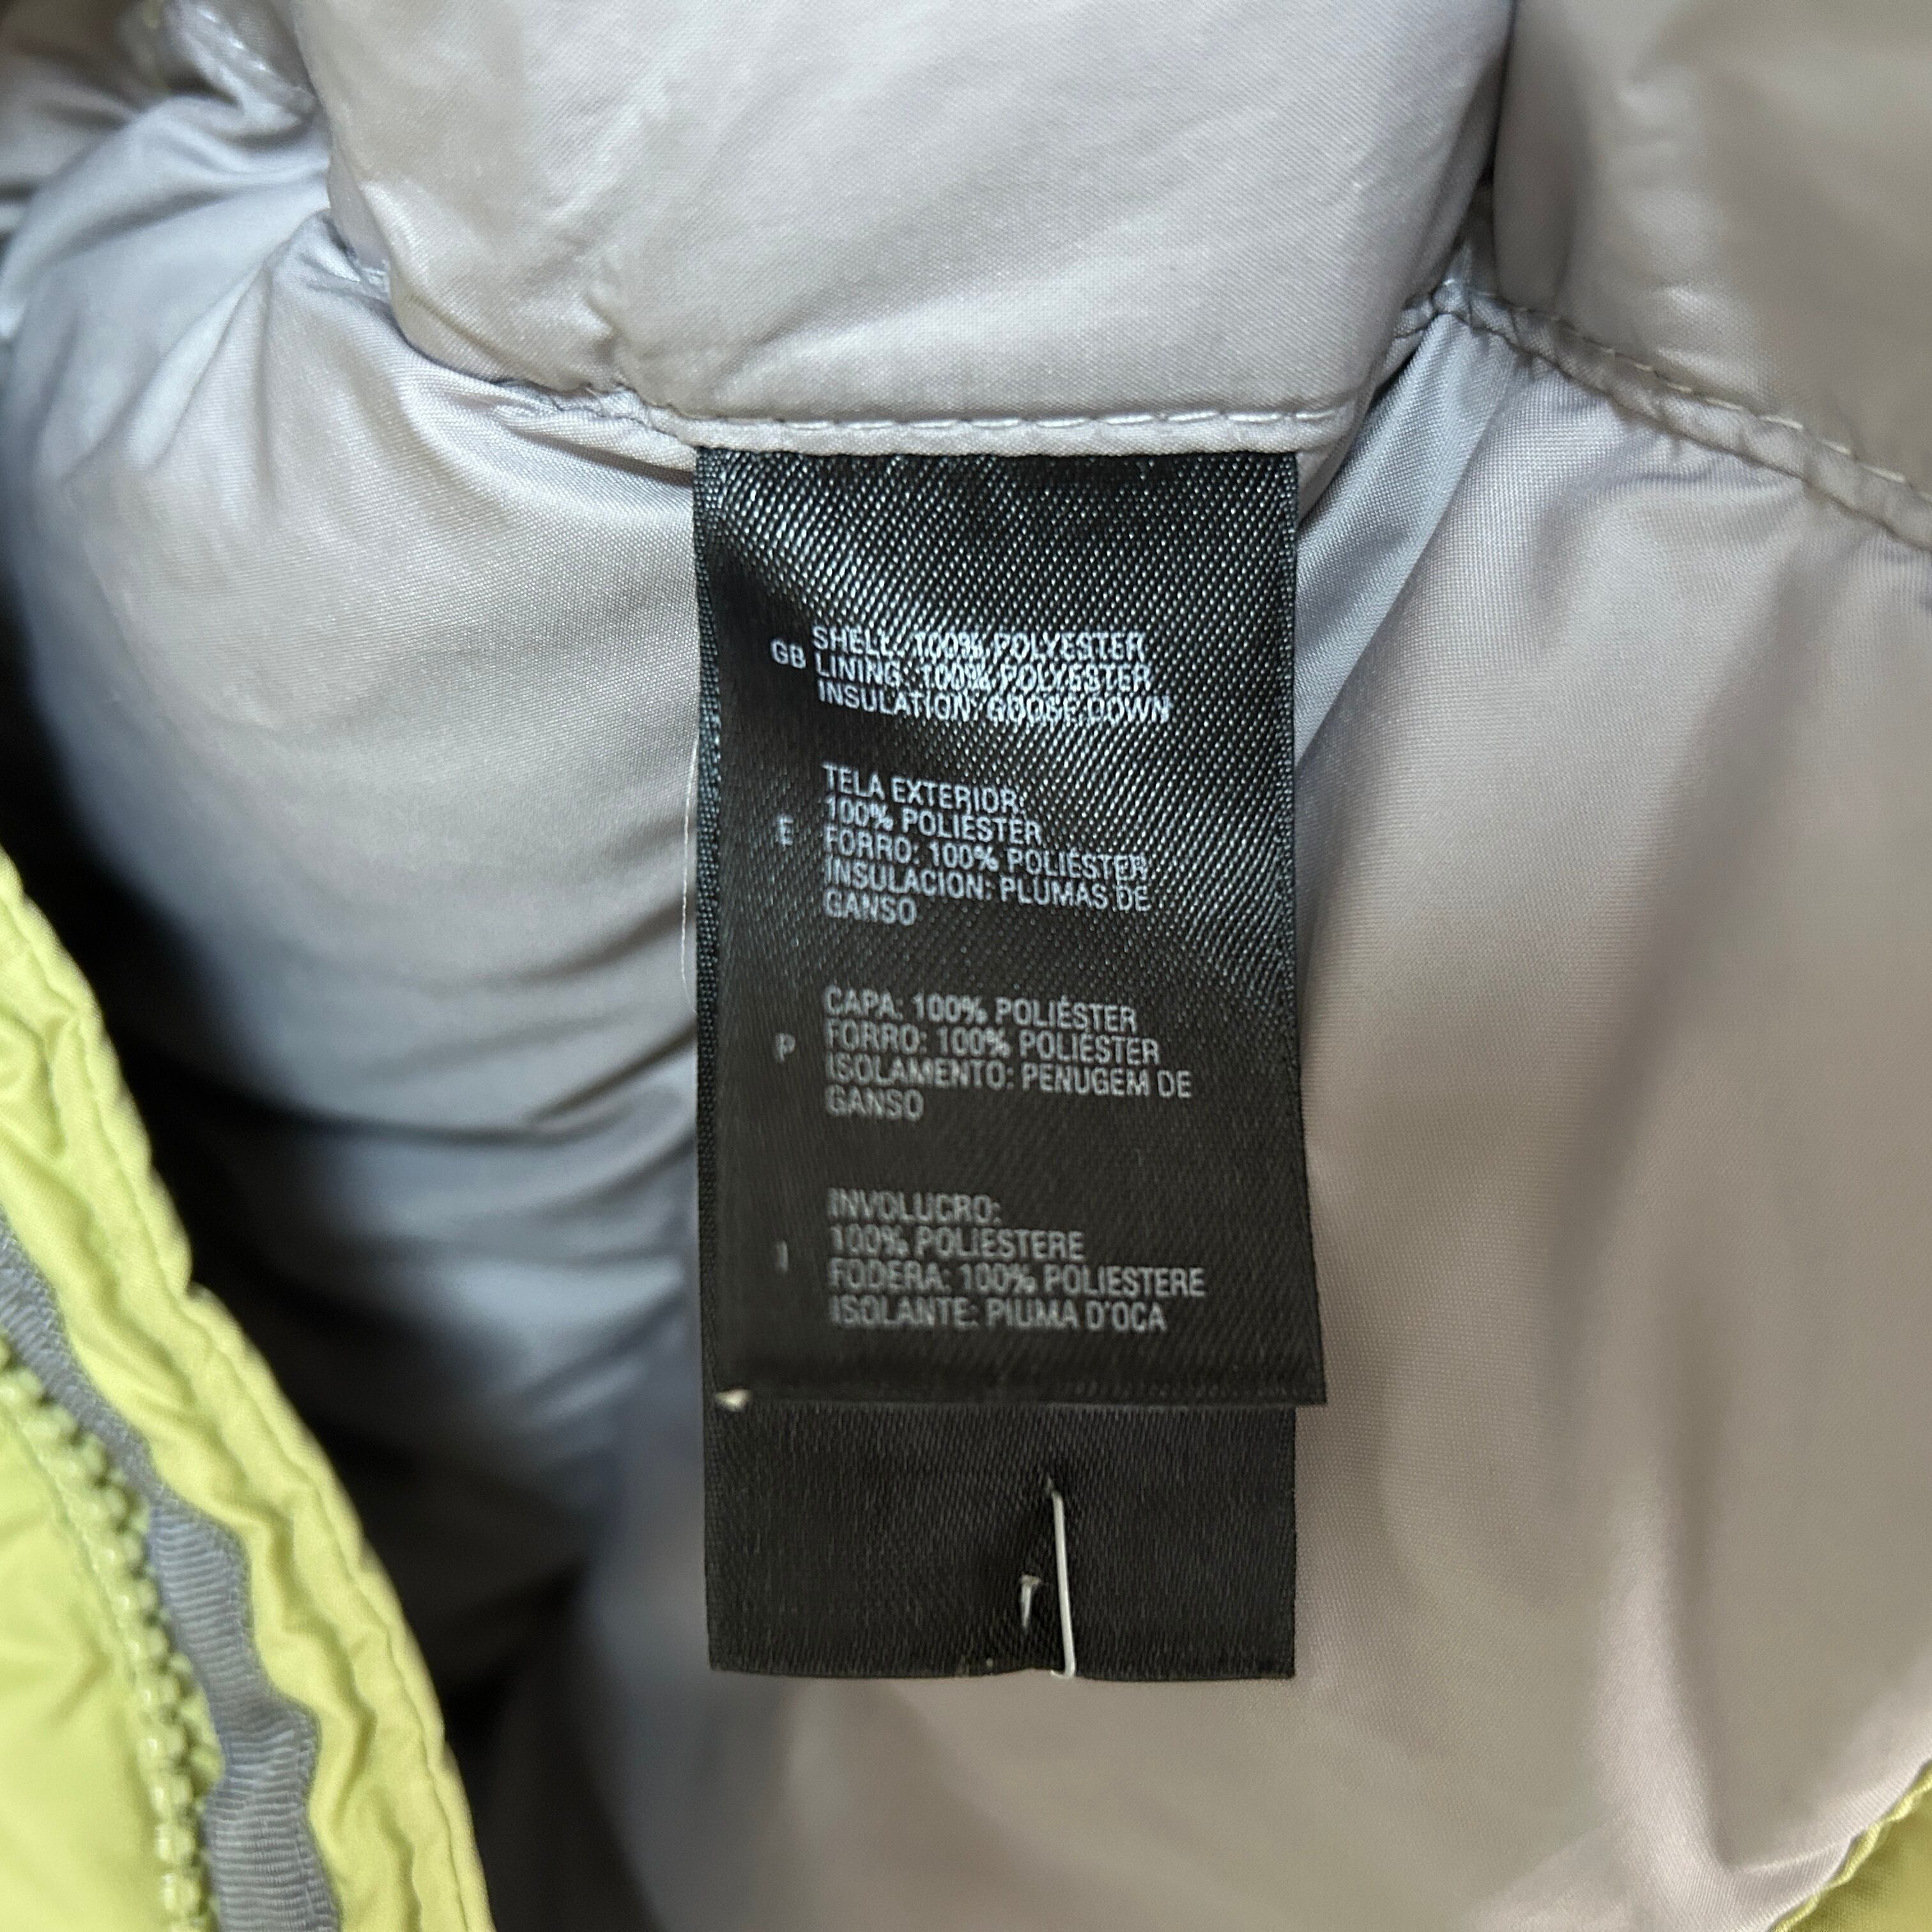 GB SHELL: 100% POLYESTER
LINING: 100% POLYESTER
INSULATION: GOOSE DOWN
E TELA EXTERIOR:
100% POLIÉSTER
FORRO: 100% POLIÉSTER
INSULACION: PLUMAS DE
GANSO
P CAPA: 100% POLIÉSTER
FORRO: 100% POLIÉSTER
ISOLAMENTO: PENUGEM DE
GANSO
I INVOLUCRO:
100% POLIESTERE
FODERA: 100% POLIESTERE
ISOLANTE: PIUMA D'OCA